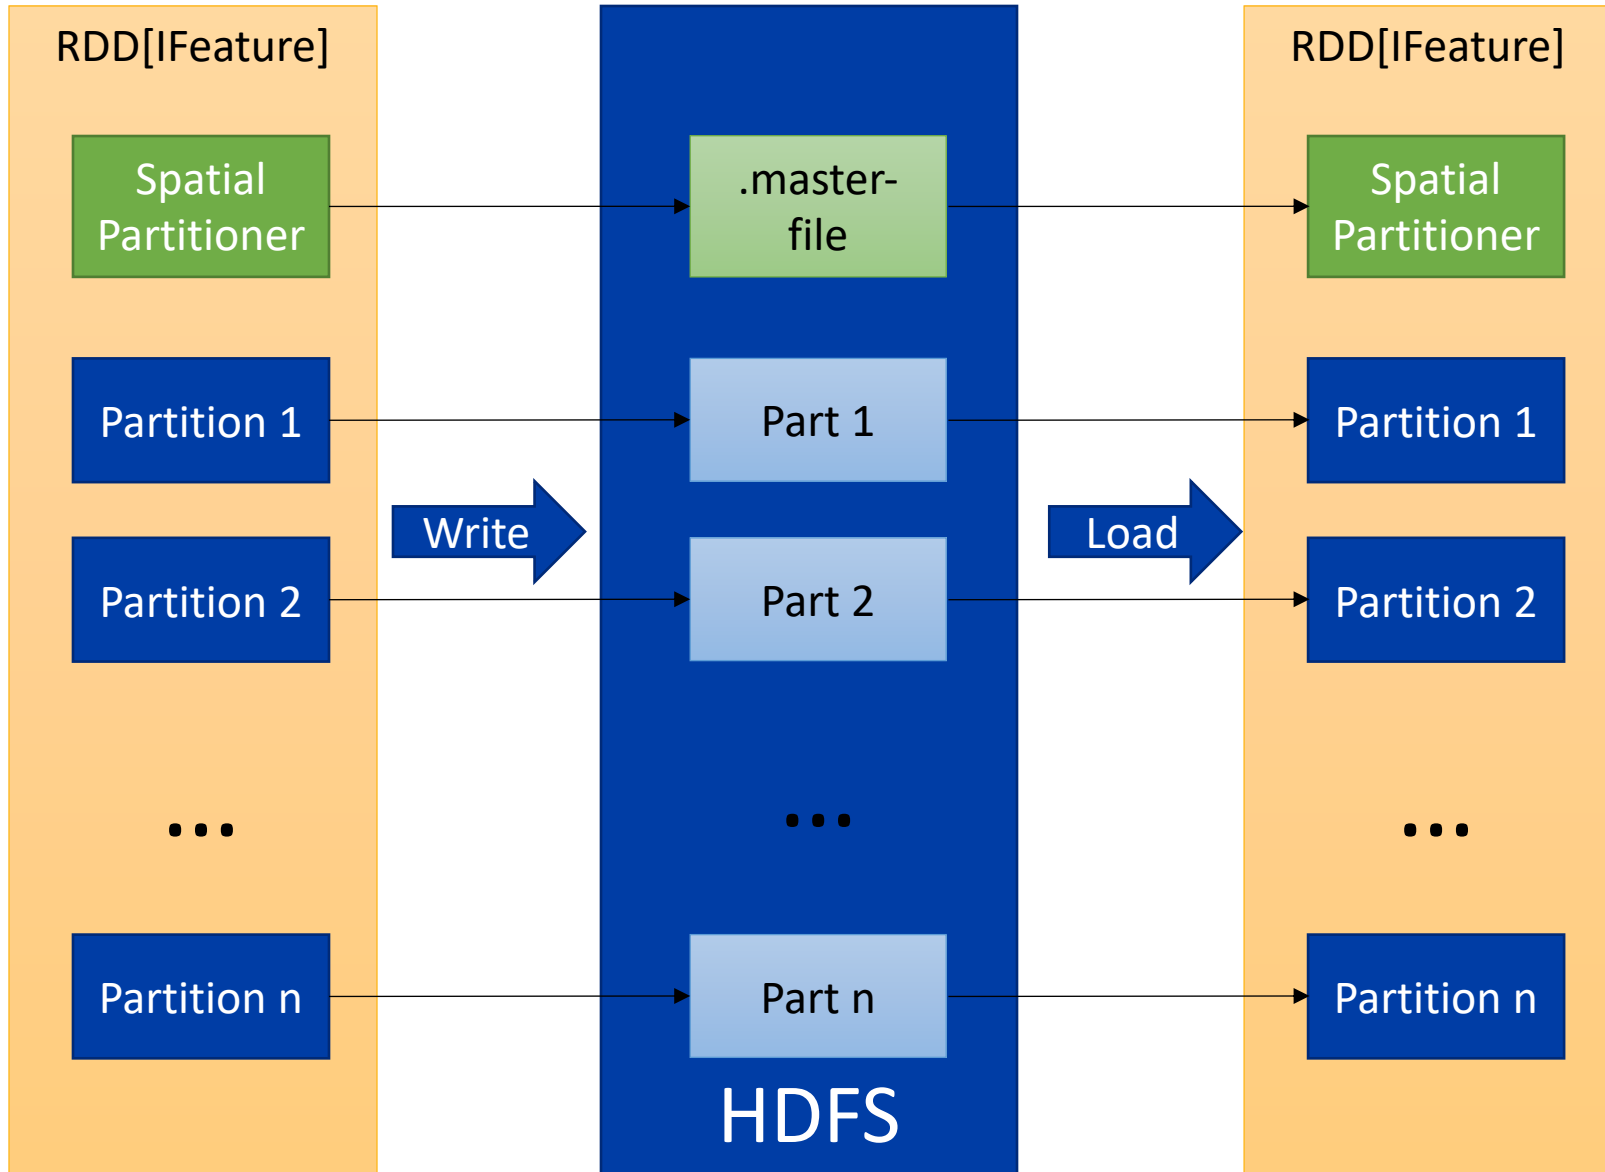 RDD[IFeature]
RDD[IFeature]
Spatial
Partitioner
.master-
file
Spatial
Partitioner
Partition 1
Part 1
Partition 1
Write
Load
Partition 2
Part 2
Partition 2
...
...
...
Partition n
Part n
Partition n
HDFS